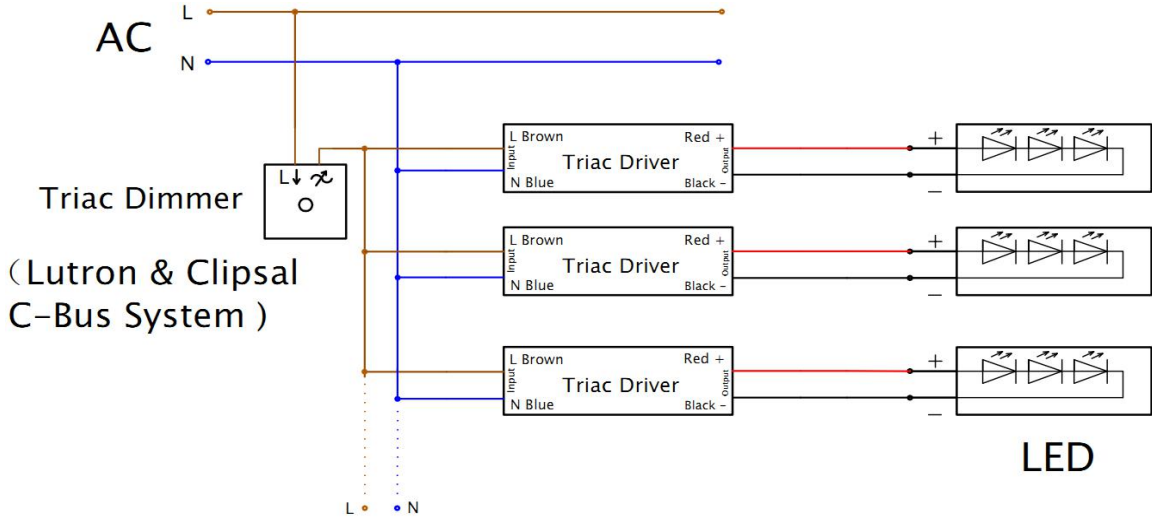 AC
L
N
Triac Dimmer
L
（Lutron & Clipsal
C-Bus System )
L Brown
Input
N Blue
Triac Driver
Red +
Output
Black -
+
−
L Brown
Input
N Blue
Triac Driver
Red +
Output
Black -
+
−
L Brown
Input
N Blue
Triac Driver
Red +
Output
Black -
+
−
LED
L
N